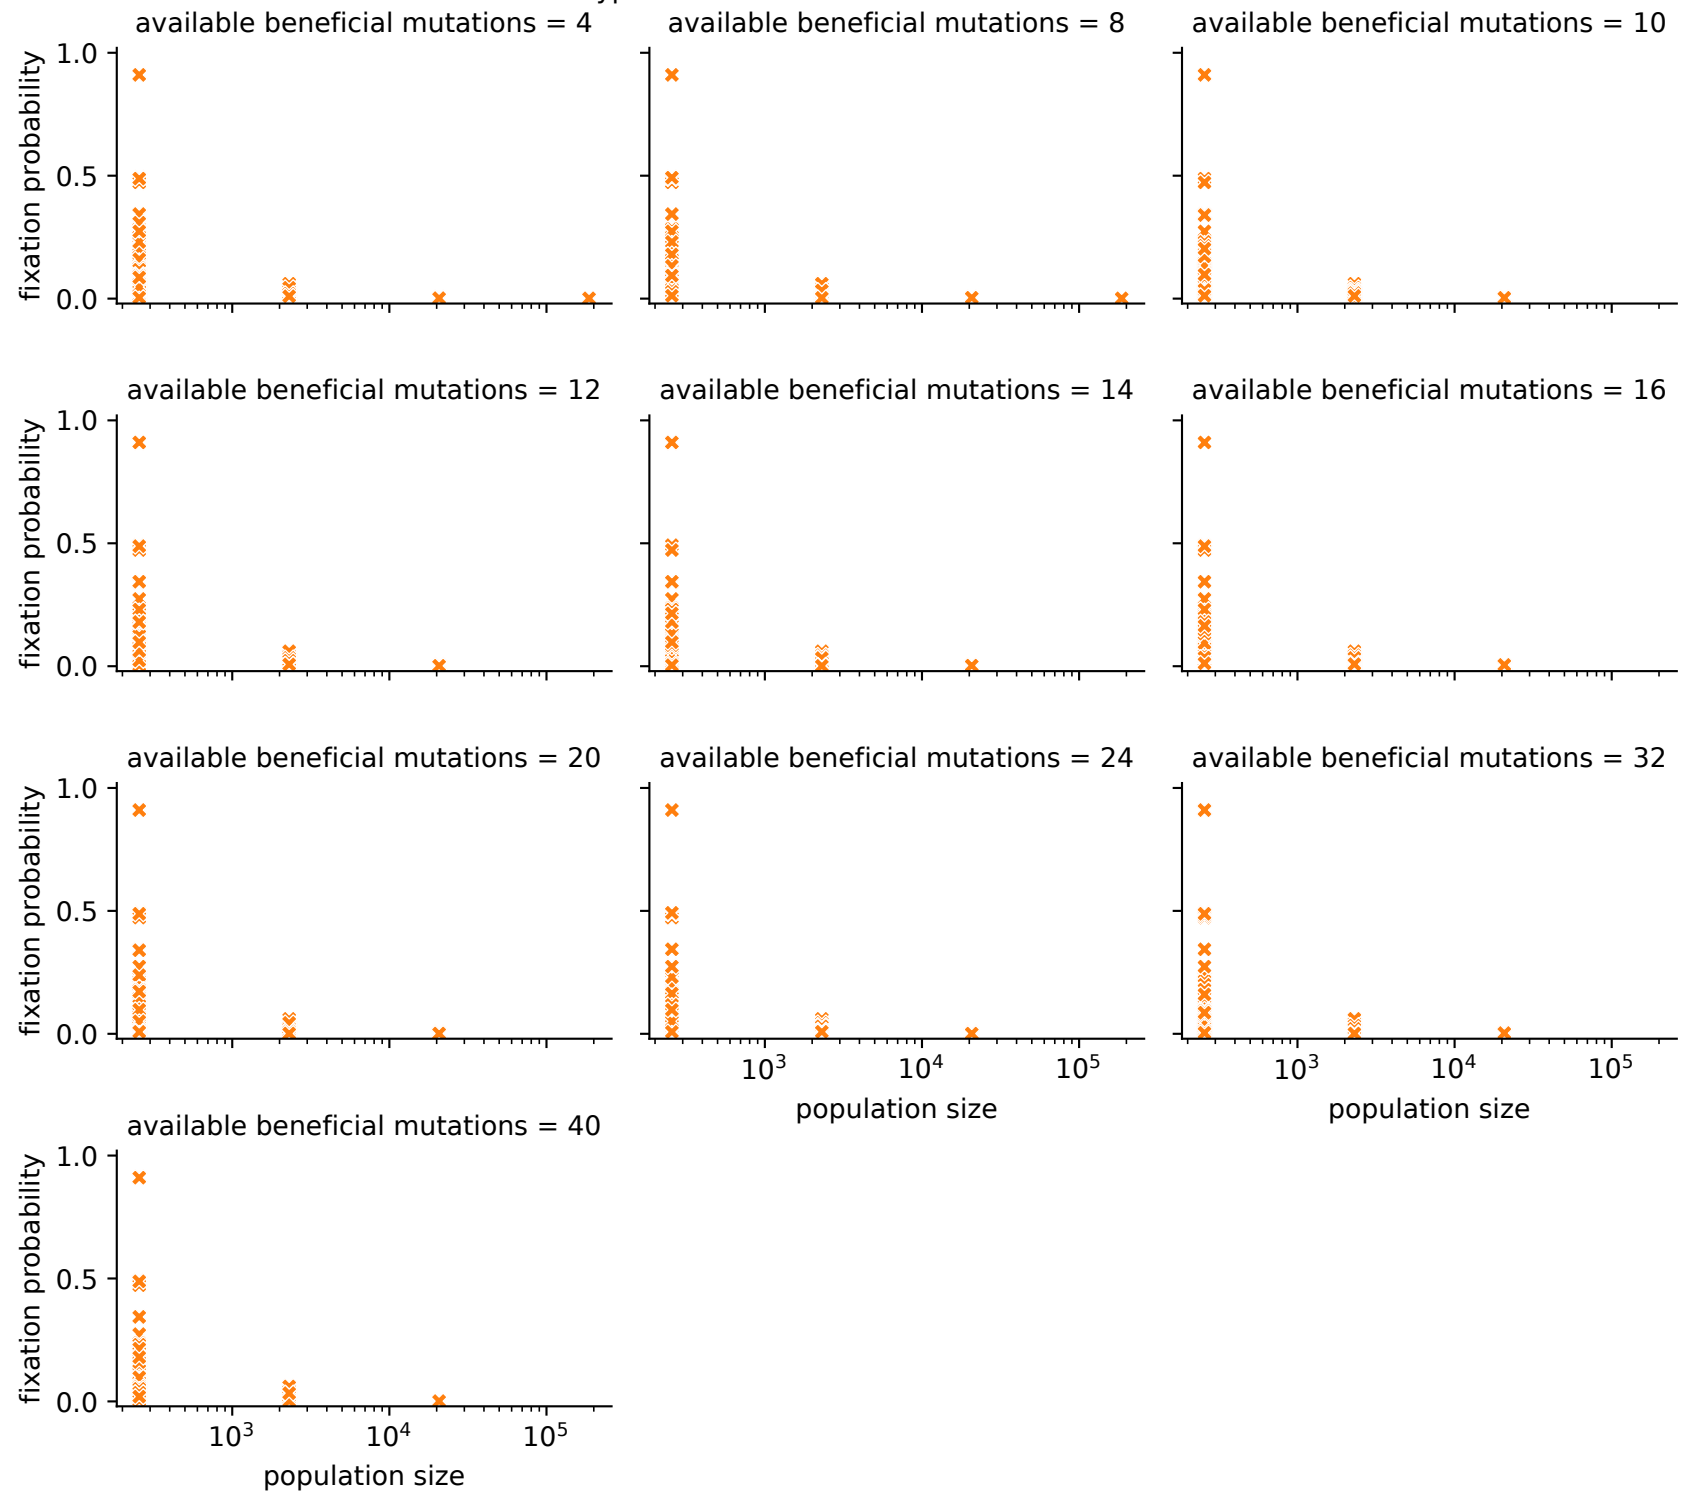 available beneficial mutations = 4
available beneficial mutations = 8
available beneficial mutations = 10
fixation probability
1.0
0.5
0.0
available beneficial mutations = 12
available beneficial mutations = 14
available beneficial mutations = 16
fixation probability
1.0
0.5
0.0
available beneficial mutations = 20
available beneficial mutations = 24
available beneficial mutations = 32
fixation probability
1.0
0.5
0.0
10³ 10⁴ 10⁵
population size
10³ 10⁴ 10⁵
population size
available beneficial mutations = 40
fixation probability
1.0
0.5
0.0
10³ 10⁴ 10⁵
population size